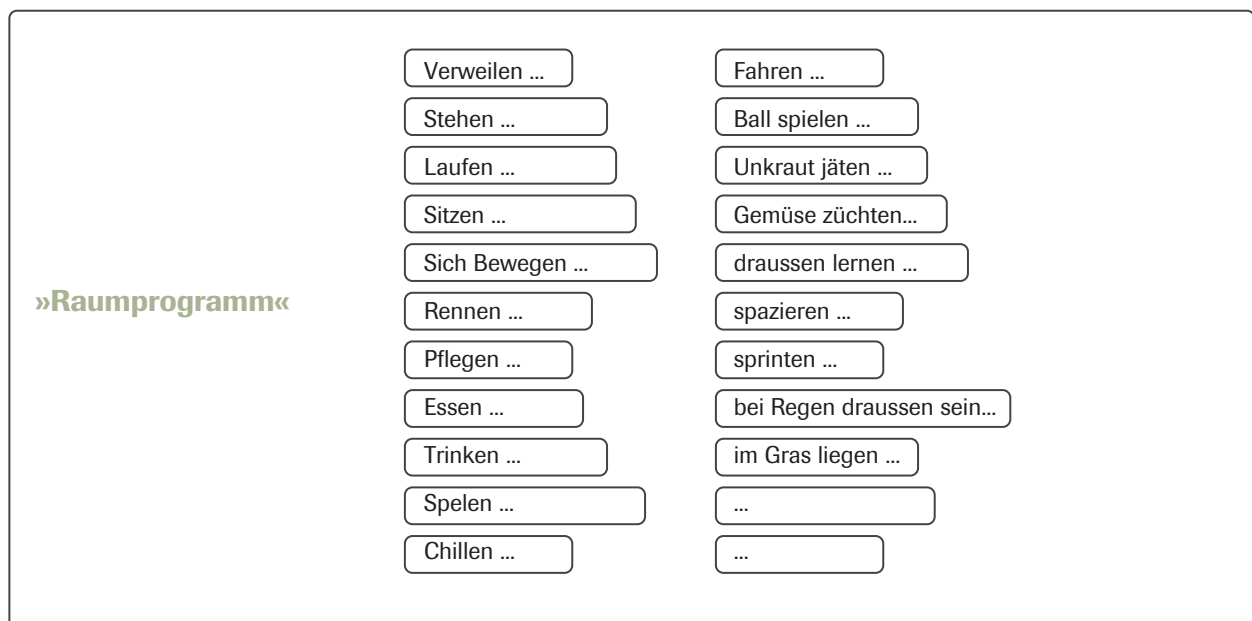 »Raumprogramm«
Verweilen ...
Stehen ...
Laufen ...
Sitzen ...
Sich Bewegen ...
Rennen ...
Pflegen ...
Essen ...
Trinken ...
Spelen ...
Chillen ...
Fahren ...
Ball spielen ...
Unkraut jäten ...
Gemüse züchten...
draussen lernen ...
spazieren ...
sprinten ...
bei Regen draussen sein...
im Gras liegen ...
...
...